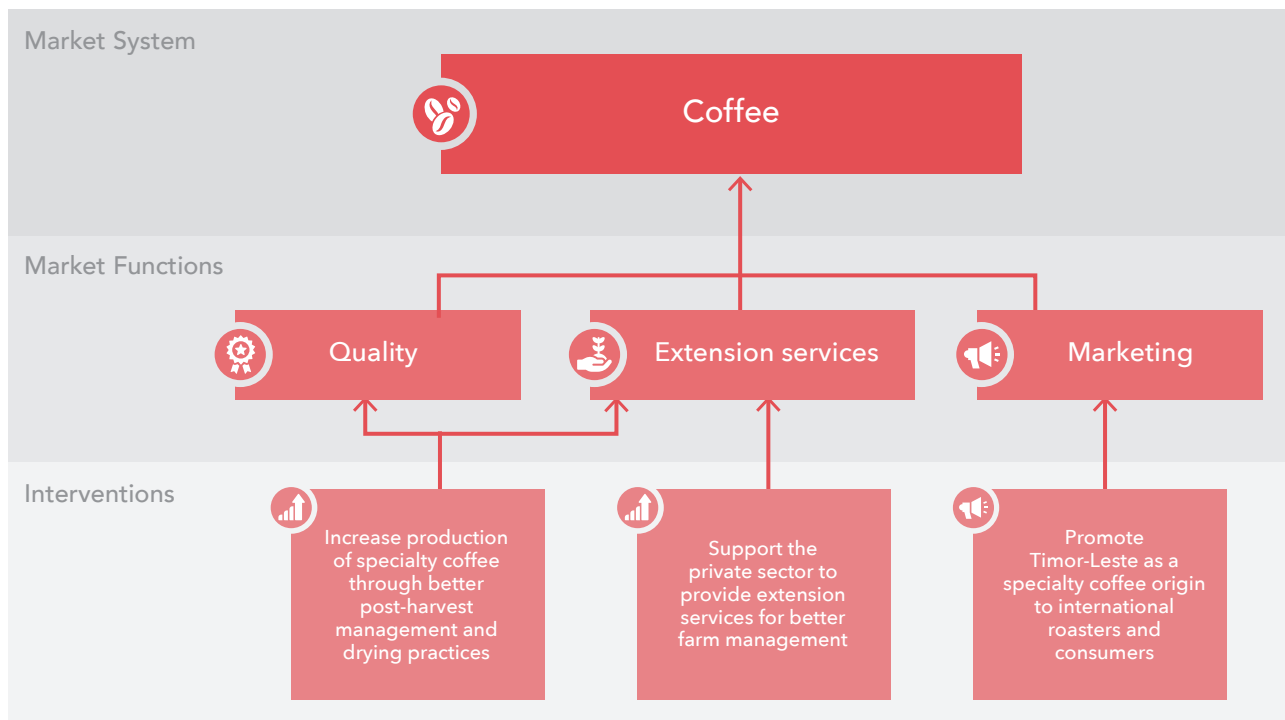 Market System
Coffee
Market Functions
Quality
Extension services
Marketing
Interventions
Increase production
of specialty coffee
through better
post-harvest
management and
drying practices
Support the
private sector to
provide extension
services for better
farm management
Promote
Timor-Leste as a
specialty coffee origin
to international
roasters and
consumers